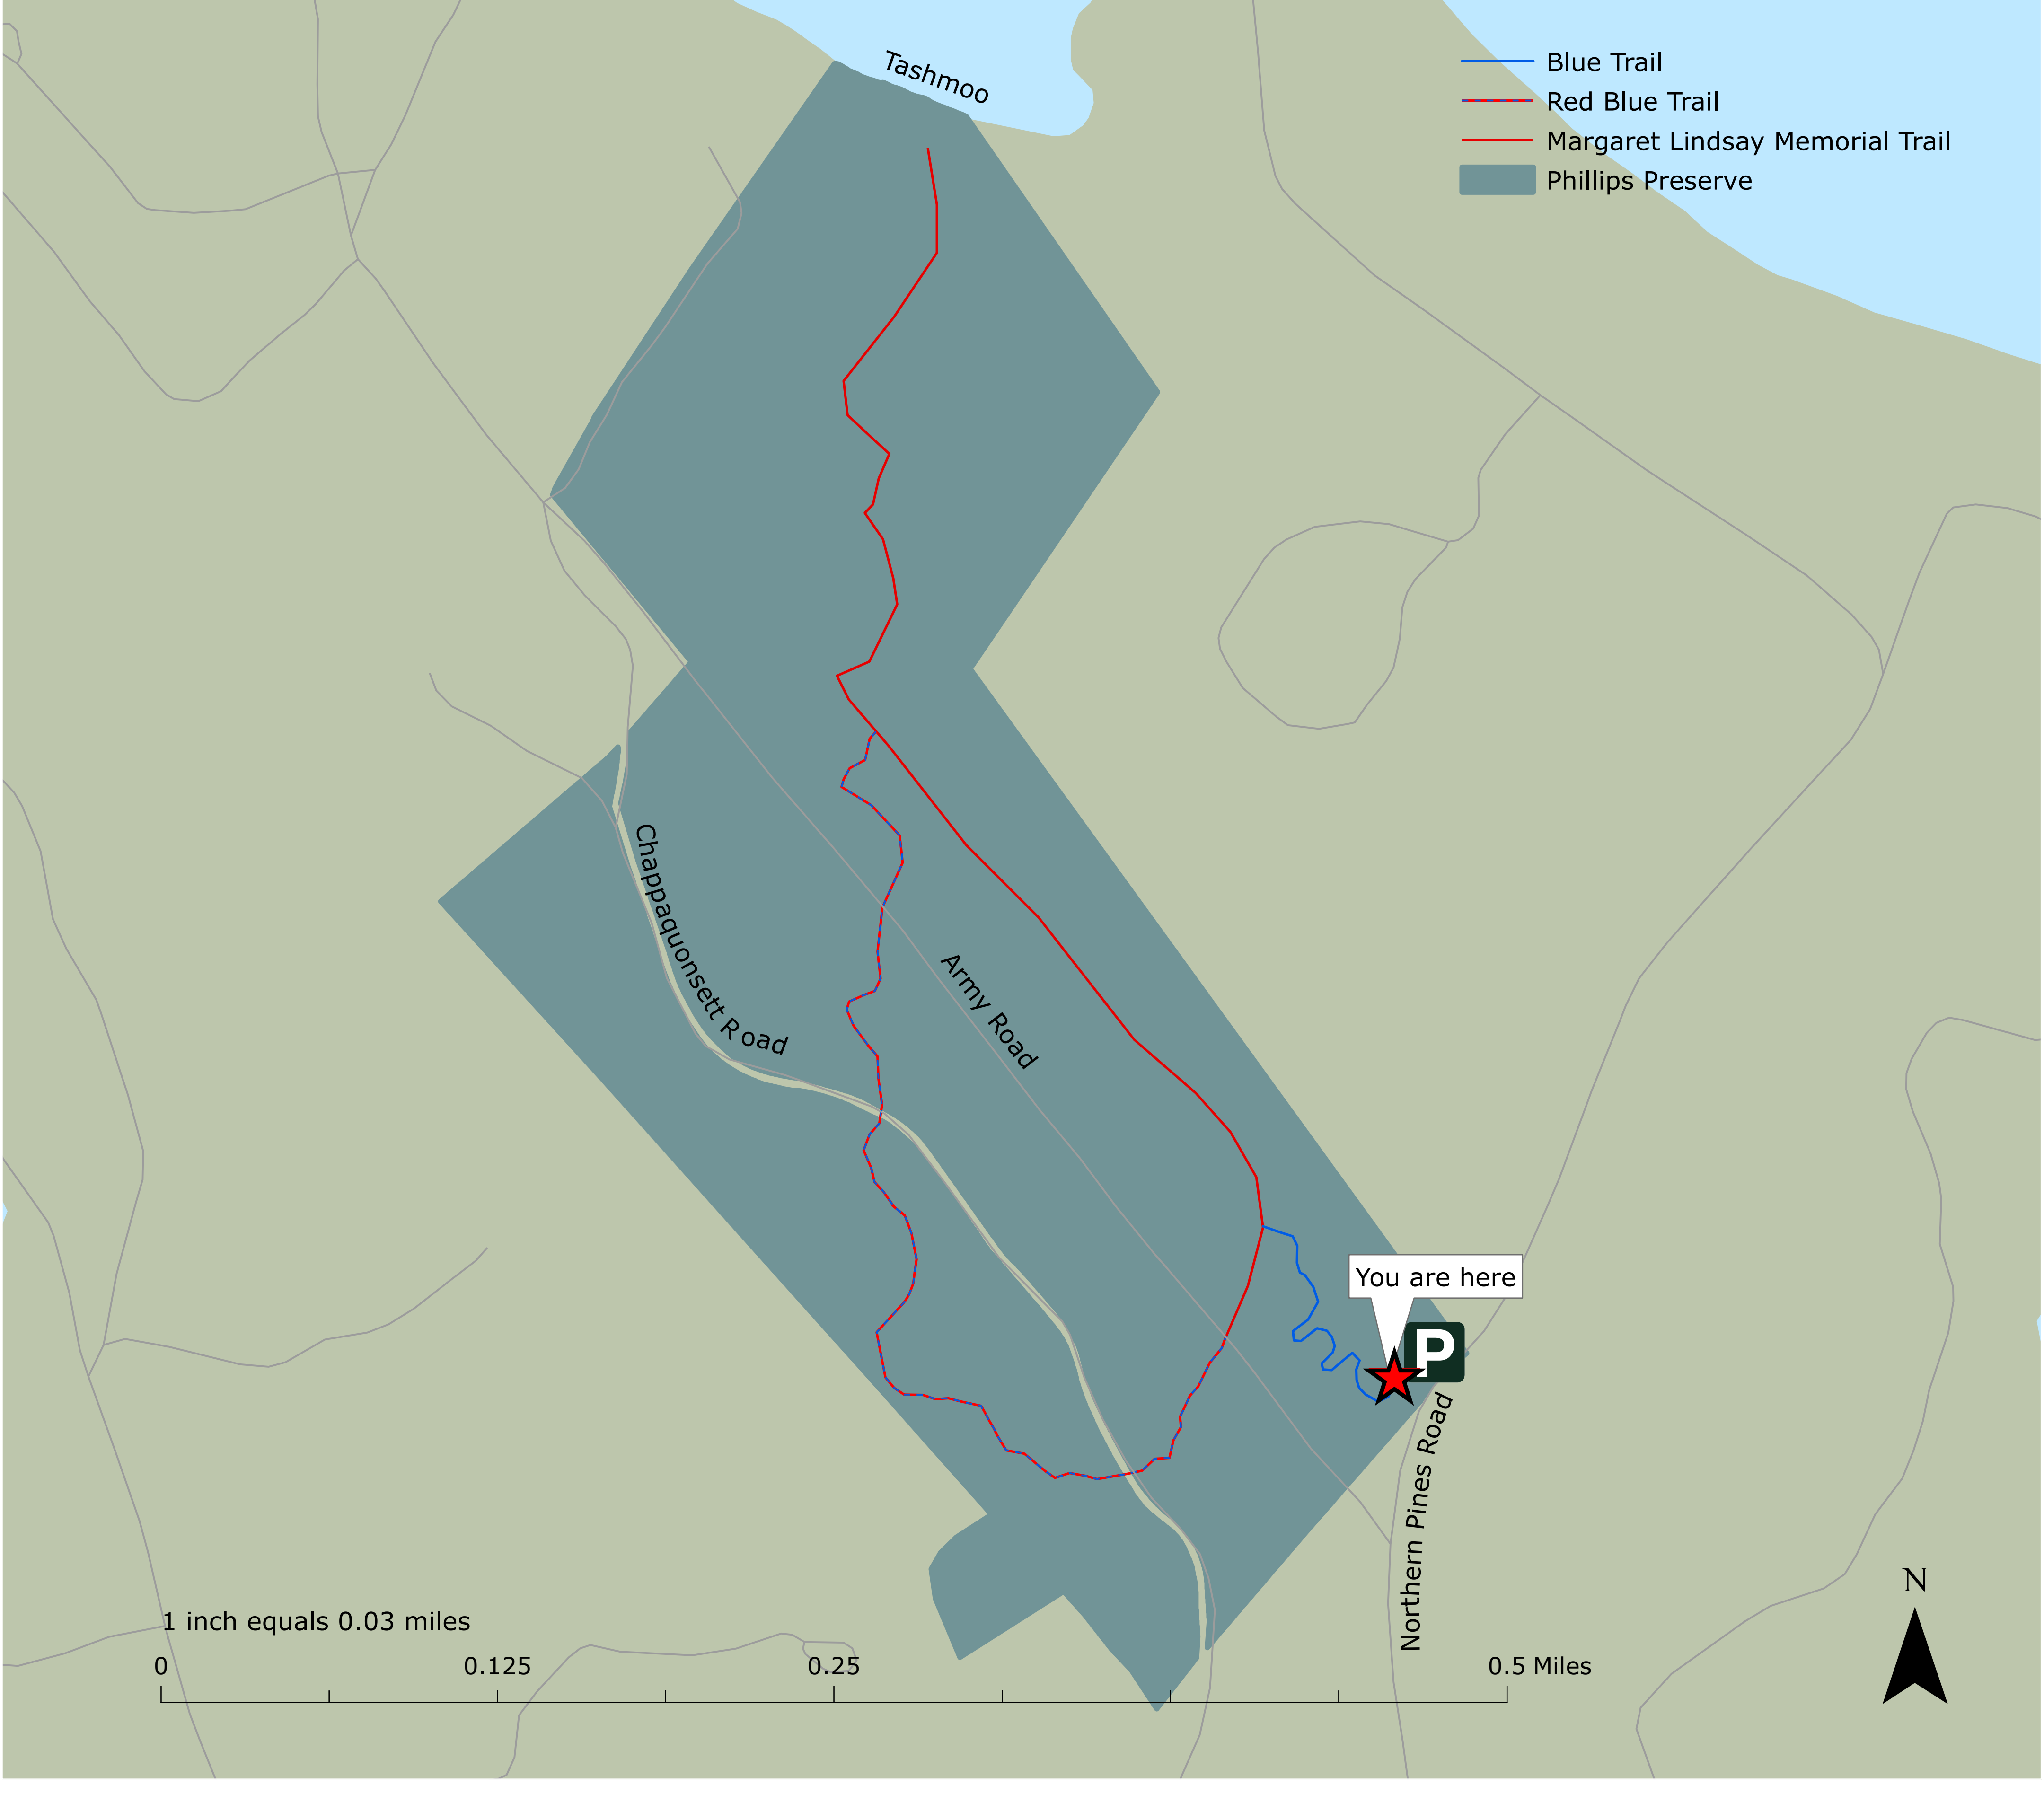 Tashmoo
Blue Trail
Red Blue Trail
Margaret Lindsay Memorial Trail
Phillips Preserve
Chappaquonsett Road
Army Road
You are here
P
Northern Pines Road
N
1 inch equals 0.03 miles
0 0.125 0.25 0.5 Miles